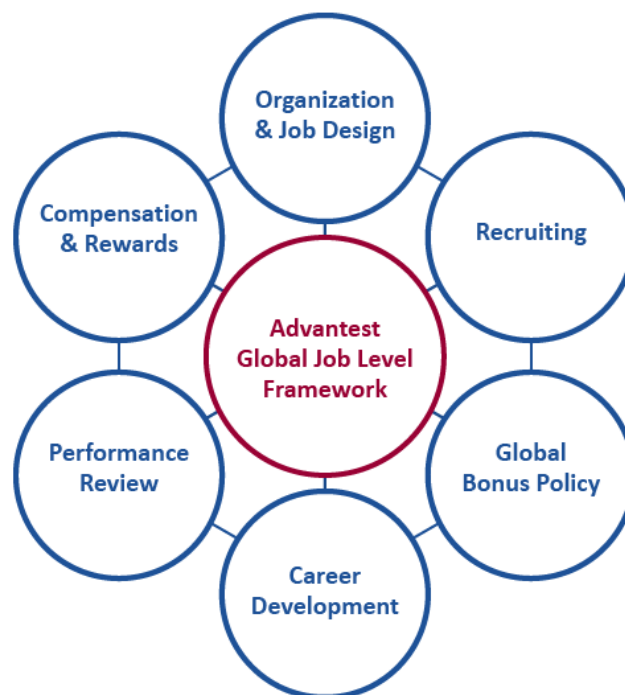 Organization
& Job Design
Compensation
& Rewards
Recruiting
Advantest
Global Job Level
Framework
Performance
Review
Global
Bonus Policy
Career
Development